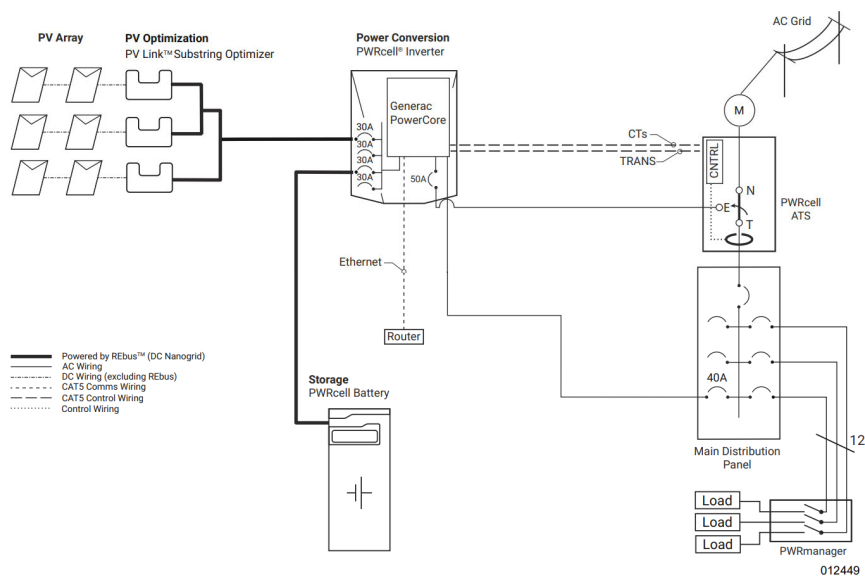 PV Array
PV Optimization
PV Link™ Substring Optimizer
Power Conversion
PWRcell® Inverter
AC Grid
Generac
PowerCore
30A
30A
30A
30A
50A
CTs
TRANS
M
CNTRL
N
E
T
PWRcell
ATS
Ethernet
Router
Powered by REbus™ (DC Nanogrid)
AC Wiring
DC Wiring (excluding REbus)
CAT5 Comms Wiring
CAT5 Control Wiring
Control Wiring
Storage
PWRcell Battery
40A
12
Main Distribution
Panel
Load
Load
Load
PWRmanager
012449